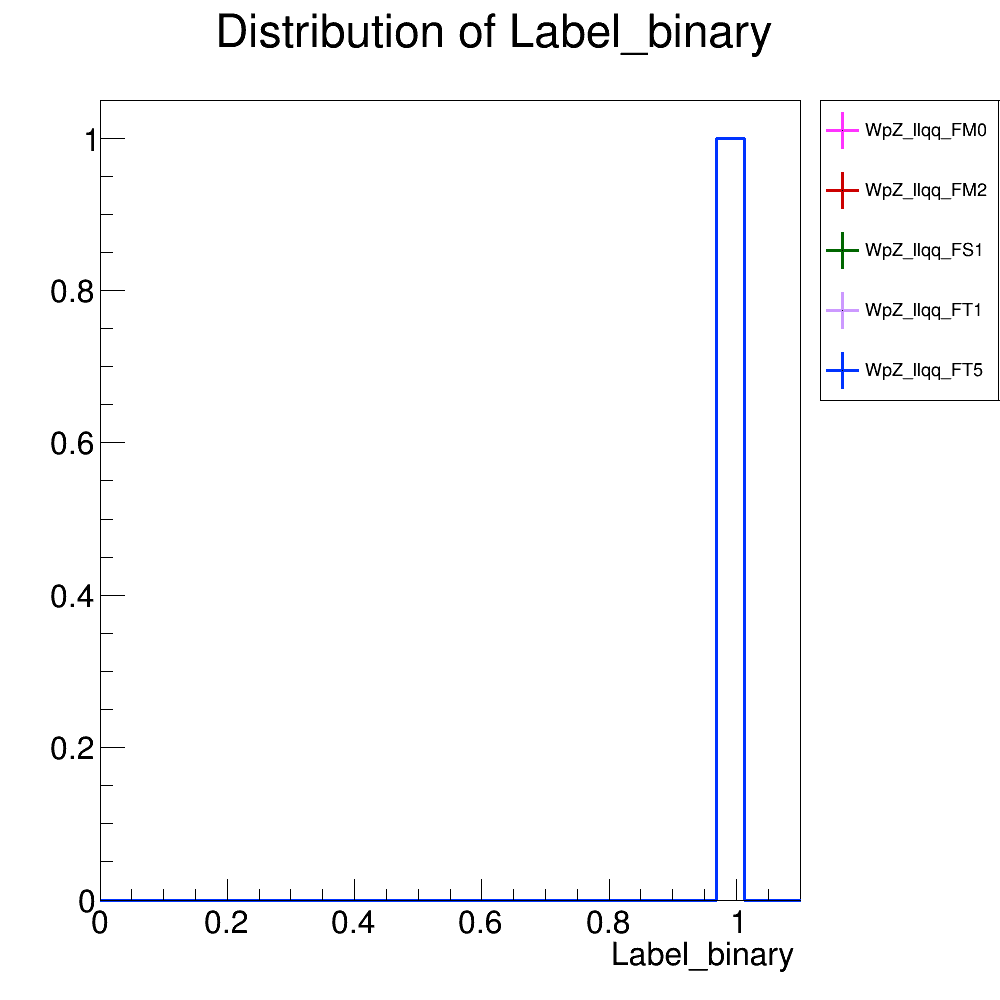 Distribution of Label_binary
1
0.8
0.6
0.4
0.2
0
0 0.2 0.4 0.6 0.8 1
Label_binary
WpZ_llqq_FM0
WpZ_llqq_FM2
WpZ_llqq_FS1
WpZ_llqq_FT1
WpZ_llqq_FT5